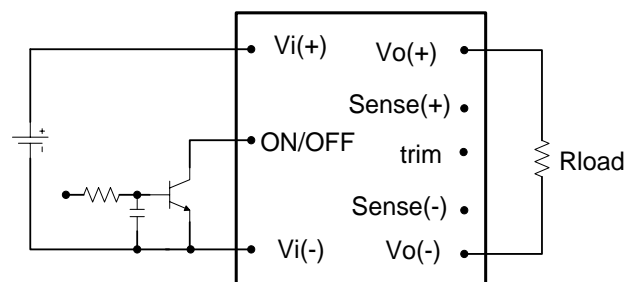 Vi(+)
Vo(+)
Sense(+)
ON/OFF
trim
Rload
Sense(-)
Vi(-)
Vo(-)
+
-